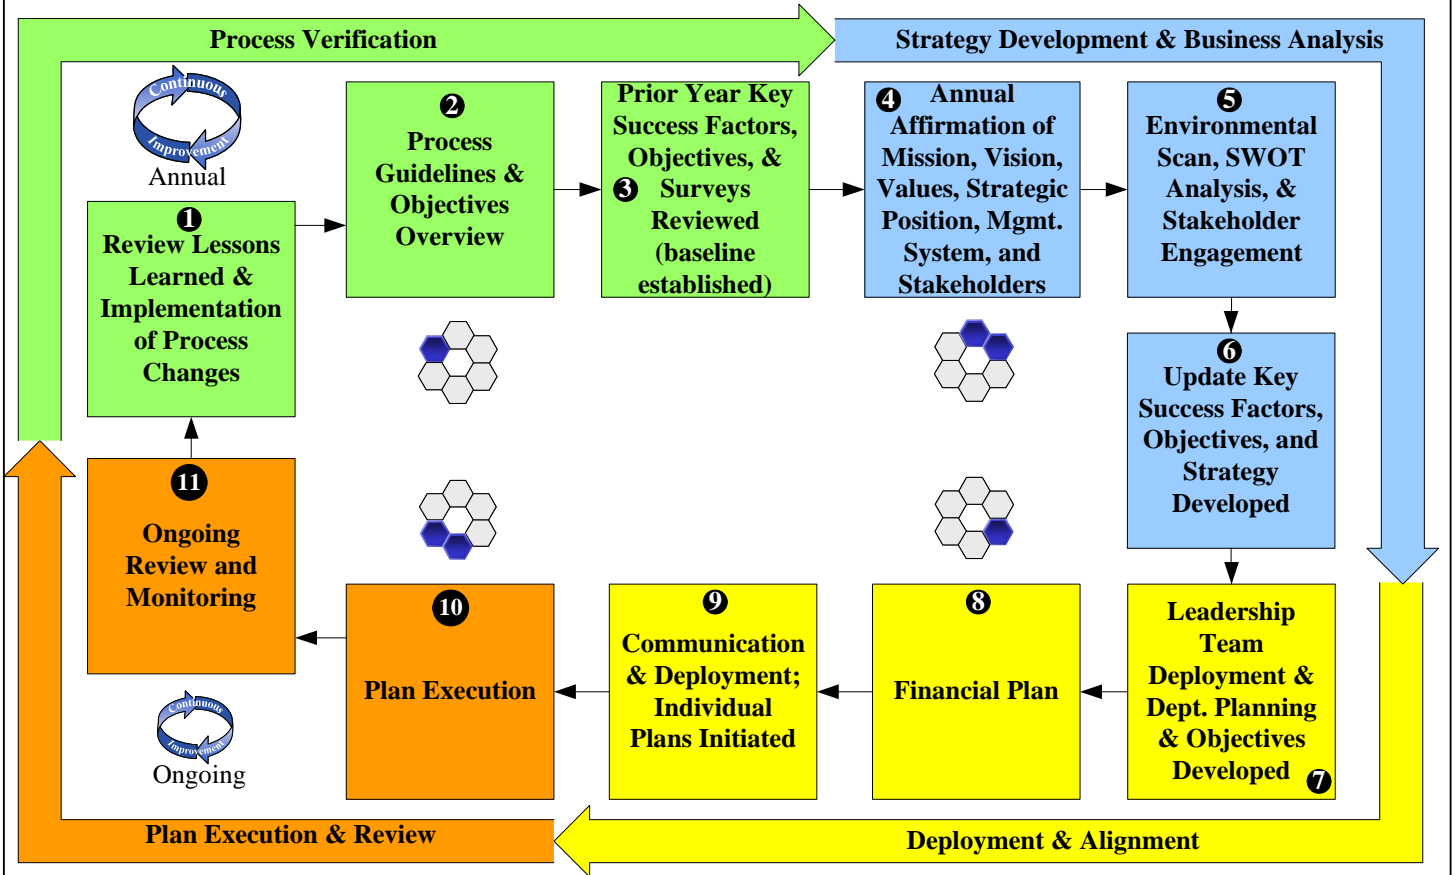 Process Verification
Strategy Development & Business Analysis
Continuous
Improvement
Annual
1
Review Lessons
Learned &
Implementation
of Process
Changes
2
Process
Guidelines &
Objectives
Overview
Prior Year Key
Success Factors,
Objectives, &
3
Surveys
Reviewed
(baseline
established)
4
Annual
Affirmation of
Mission, Vision,
Values, Strategic
Position, Mgmt.
System, and
Stakeholders
5
Environmental
Scan, SWOT
Analysis, &
Stakeholder
Engagement
6
Update Key
Success Factors,
Objectives, and
Strategy
Developed
Leadership
Team
Deployment &
Dept. Planning
& Objectives
Developed
7
8
Financial Plan
9
Communication
& Deployment;
Individual
Plans Initiated
10
Plan Execution
11
Ongoing
Review and
Monitoring
Continuous
Improvement
Ongoing
Plan Execution & Review
Deployment & Alignment